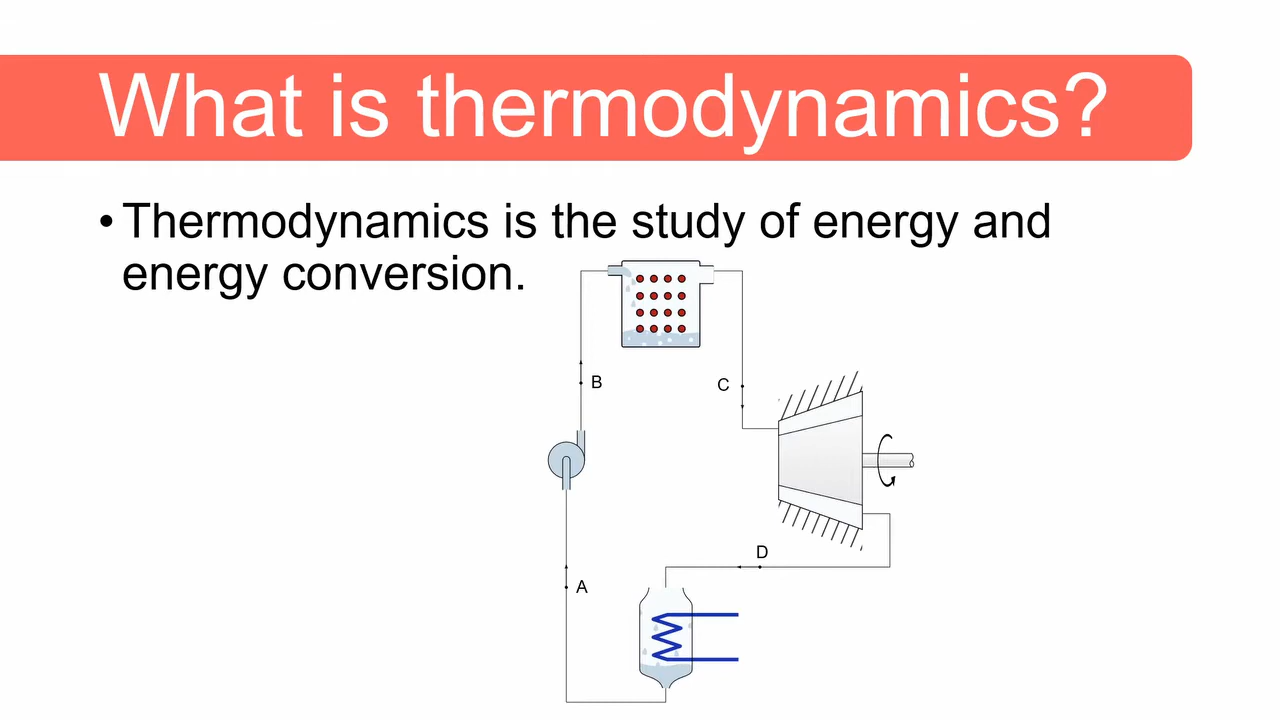 What is thermodynamics?
• Thermodynamics is the study of energy and
energy conversion.
B
C
D
A